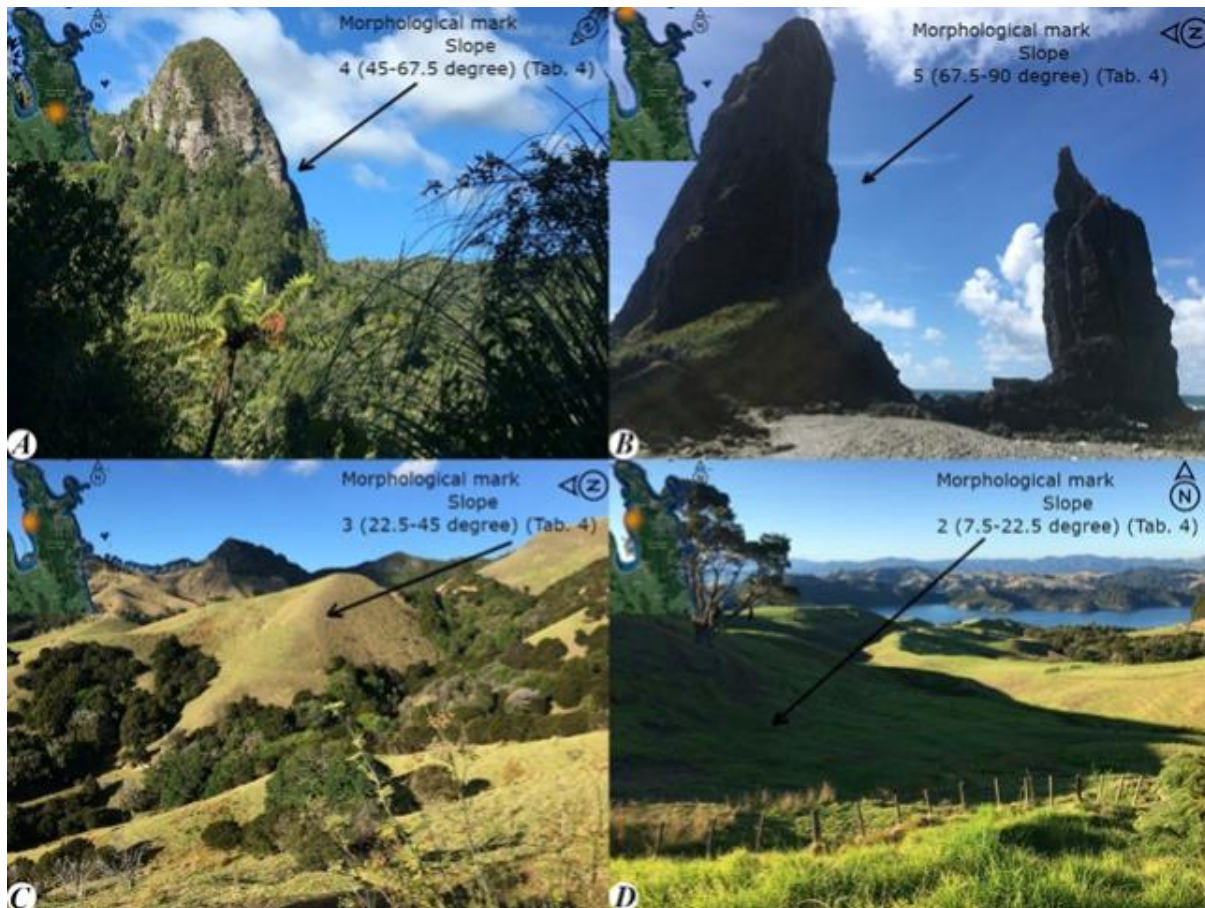 Morphological mark
Slope
4 (45-67.5 degree) (Tab. 4)
N
A
Morphological mark
Slope
5 (67.5-90 degree) (Tab. 4)
N
B
Morphological mark
Slope
3 (22.5-45 degree) (Tab. 4)
N
C
Morphological mark
Slope
2 (7.5-22.5 degree) (Tab. 4)
N
D